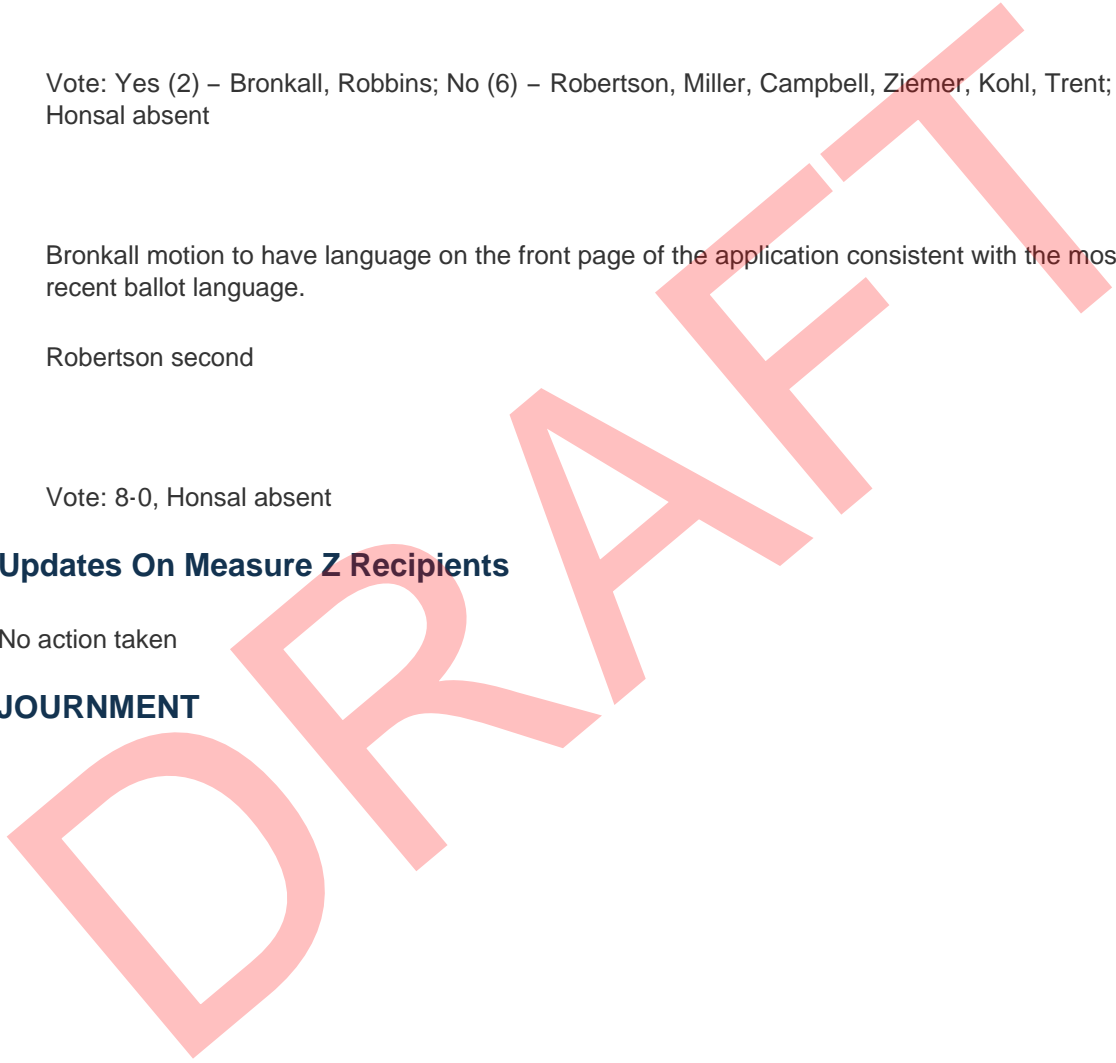 Vote: Yes (2) – Bronkall, Robbins; No (6) – Robertson, Miller, Campbell, Ziemer, Kohl, Trent;
Honsal absent
Bronkall motion to have language on the front page of the application consistent with the mos
recent ballot language.
Robertson second
Vote: 8-0, Honsal absent
Updates On Measure Z Recipients
No action taken
JOURNMENT
DRAFT